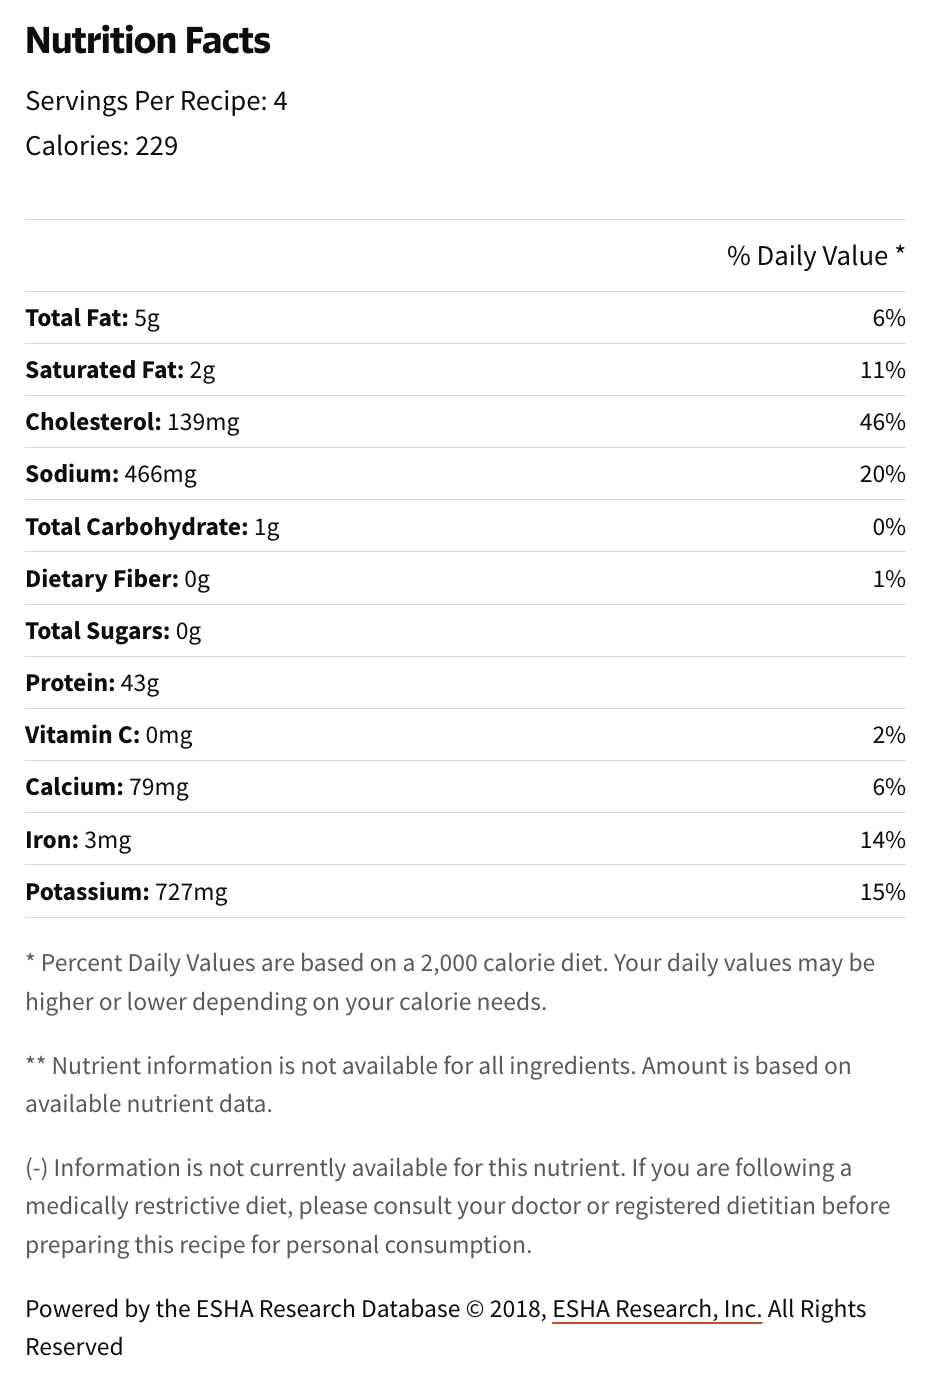 Nutrition Facts
Servings Per Recipe: 4
Calories: 229
% Daily Value *
Total Fat: 5g 6%
Saturated Fat: 2g 11%
Cholesterol: 139mg 46%
Sodium: 466mg 20%
Total Carbohydrate: 1g 0%
Dietary Fiber: 0g 1%
Total Sugars: 0g
Protein: 43g
Vitamin C: 0mg 2%
Calcium: 79mg 6%
Iron: 3mg 14%
Potassium: 727mg 15%
* Percent Daily Values are based on a 2,000 calorie diet. Your daily values may be
higher or lower depending on your calorie needs.
** Nutrient information is not available for all ingredients. Amount is based on
available nutrient data.
(-) Information is not currently available for this nutrient. If you are following a
medically restrictive diet, please consult your doctor or registered dietitian before
preparing this recipe for personal consumption.
Powered by the ESHA Research Database © 2018, ESHA Research, Inc. All Rights
Reserved